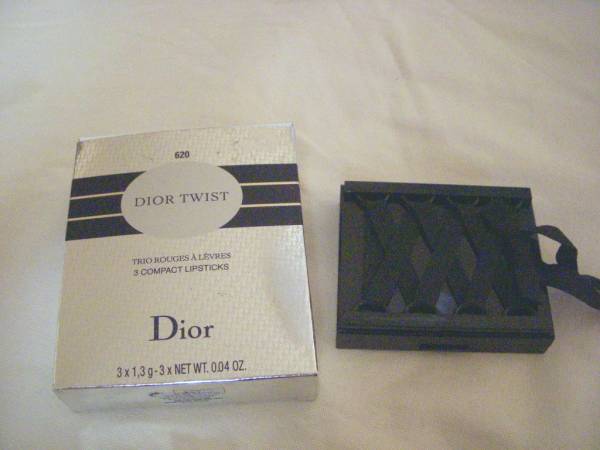 620
DIOR TWIST
TRIO ROUGES À LÈVRES
3 COMPACT LIPSTICKS
Dior
3 x 1,3 g - 3 x NET WT. 0.04 OZ.